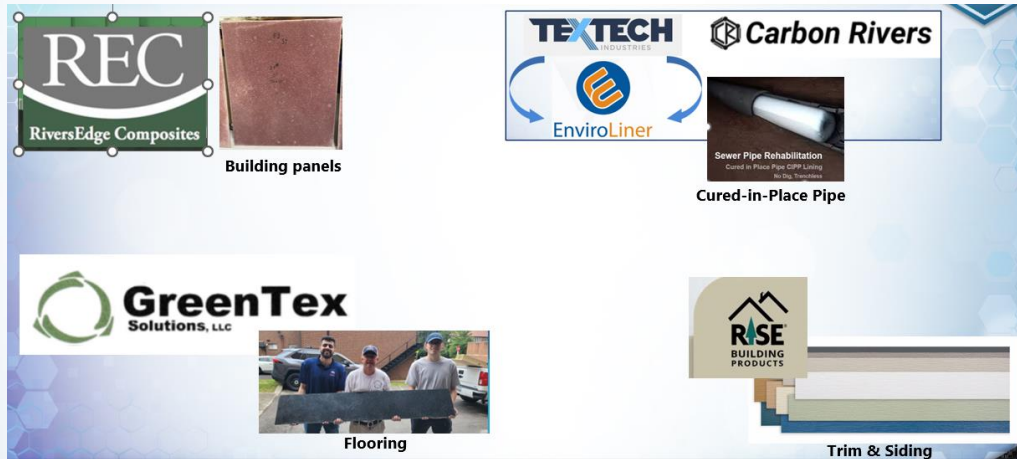 REC
RiversEdge Composites
Building panels
TEXTECH
INDUSTRIES
Carbon Rivers
EnviroLiner
Sewer Pipe Rehabilitation
Cured in Place Pipe CIPP Lining
No Dig, Trenchless
Cured-in-Place Pipe
GreenTex
Solutions, LLC
Flooring
RISE
BUILDING
PRODUCTS
Trim & Siding